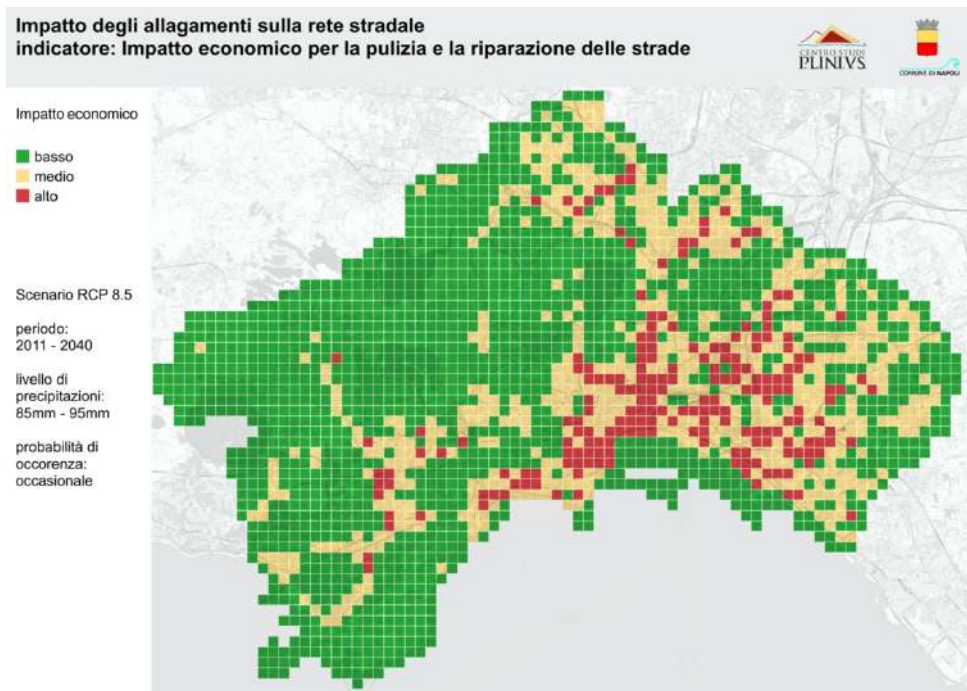 Impatto degli allagamenti sulla rete stradale
indicatore: Impatto economico per la pulizia e la riparazione delle strade
CENTRO STUDI
PLINIVS
COMUNE DI NAPOLI
Impatto economico
basso
medio
alto
Scenario RCP 8.5
periodo:
2011 - 2040
livello di
precipitazioni:
85mm - 95mm
probabilità di
occorenza:
occasionale